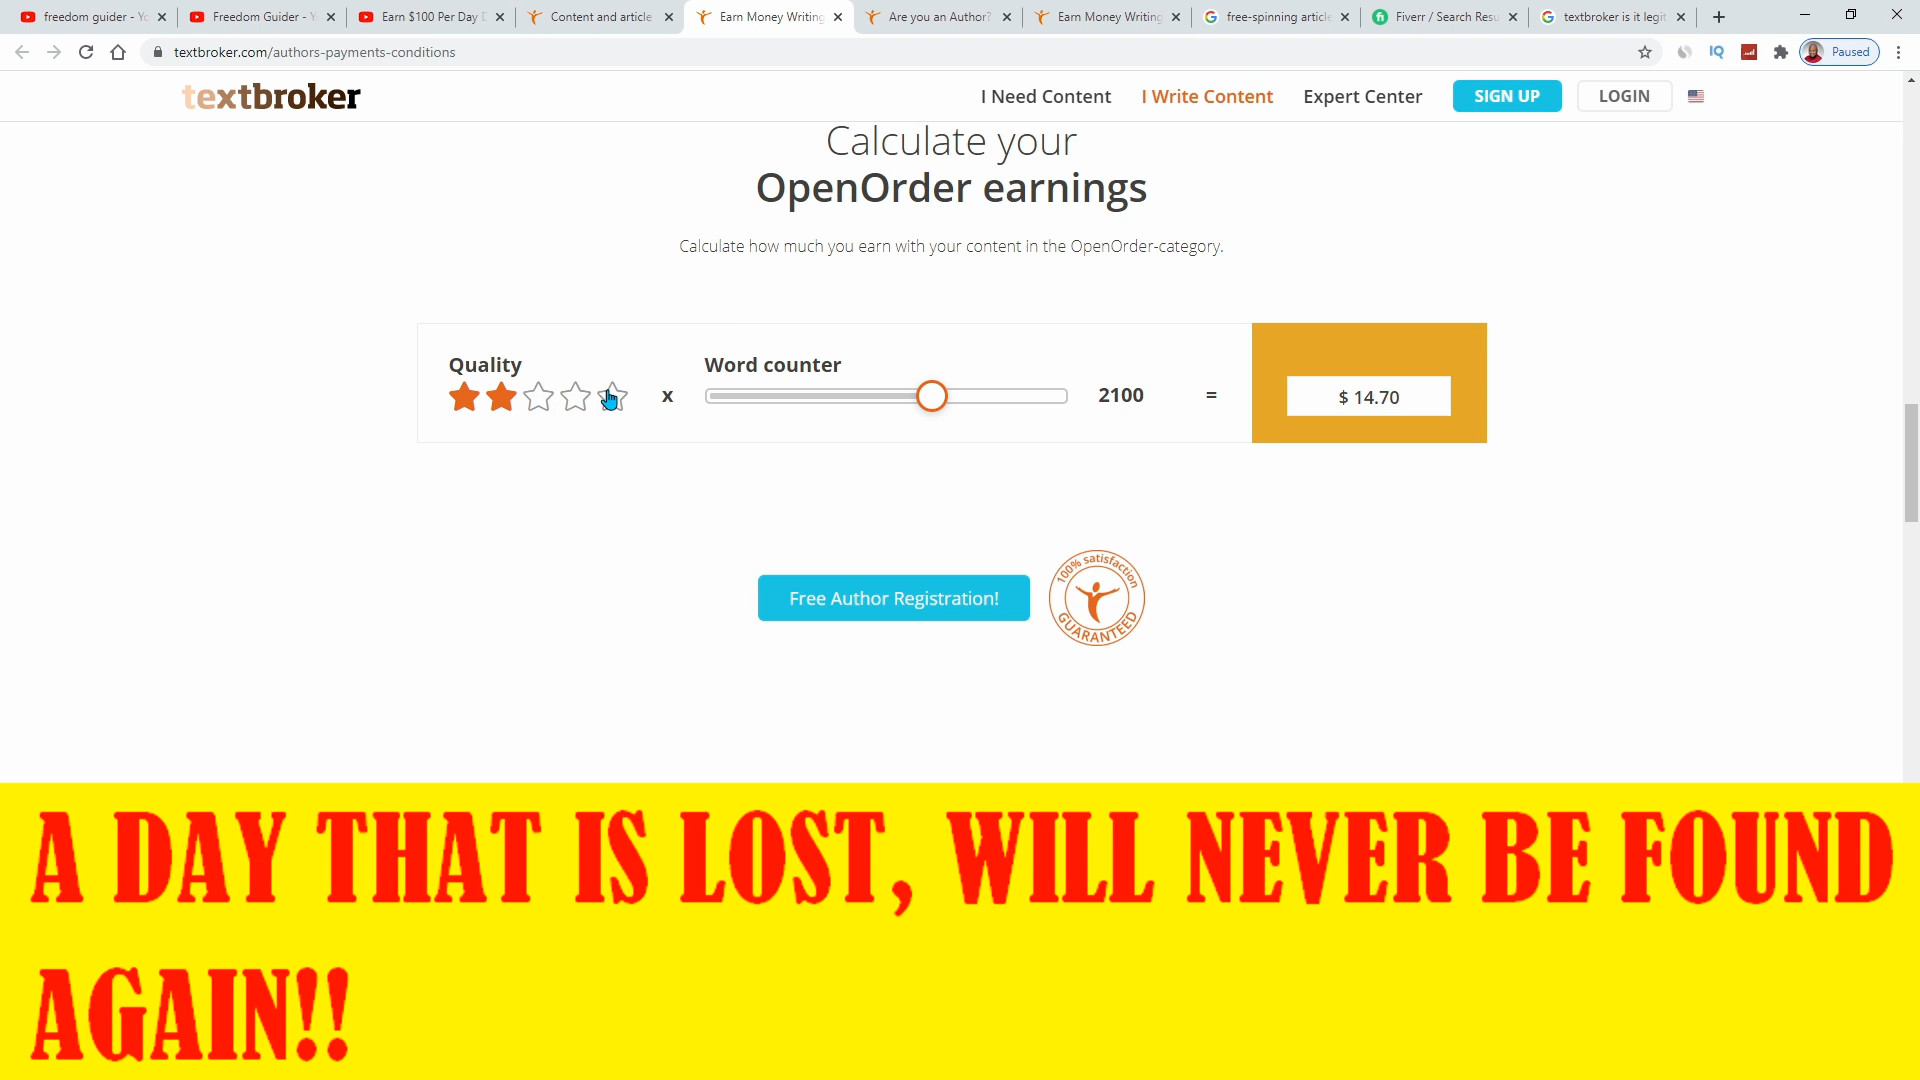 freedom guider - Yo
Freedom Guider - Y
Earn $100 Per Day
Content and article
Earn Money Writing
Are you an Author?
Earn Money Writing
free-spinning article
Fiverr / Search Resu
textbroker is it legit
textbroker.com/authors-payments-conditions
IQ
Paused
textbroker
I Need Content
I Write Content
Expert Center
SIGN UP
LOGIN
Calculate your
OpenOrder earnings
Calculate how much you earn with your content in the OpenOrder-category.
Quality
Word counter
x
2100
=
$ 14.70
Free Author Registration!
100% satisfaction
GUARANTEED
A DAY THAT IS LOST, WILL NEVER BE FOUND
AGAIN!!